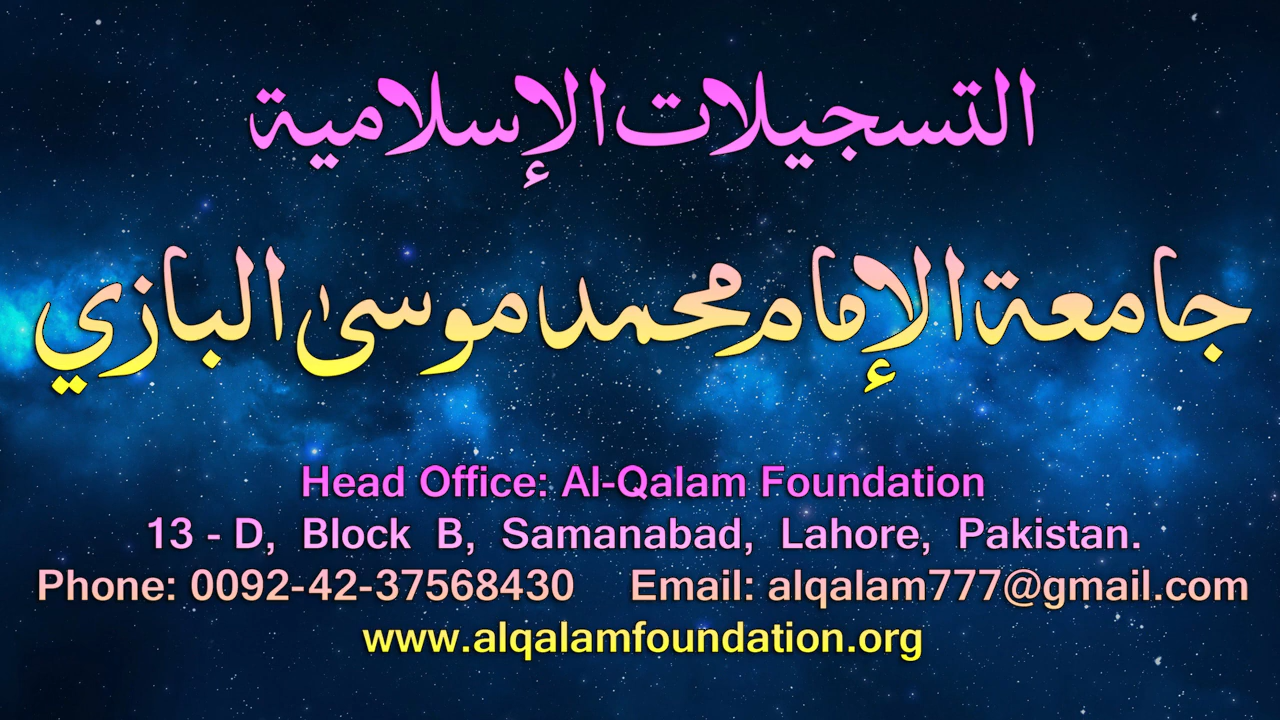 التسجيلات الإسلامية
جامعة الإمام محمد موسىٰ البازي
Head Office: Al-Qalam Foundation
13 - D, Block B, Samanabad, Lahore, Pakistan.
Phone: 0092-42-37568430 Email: alqalam777@gmail.com
www.alqalamfoundation.org